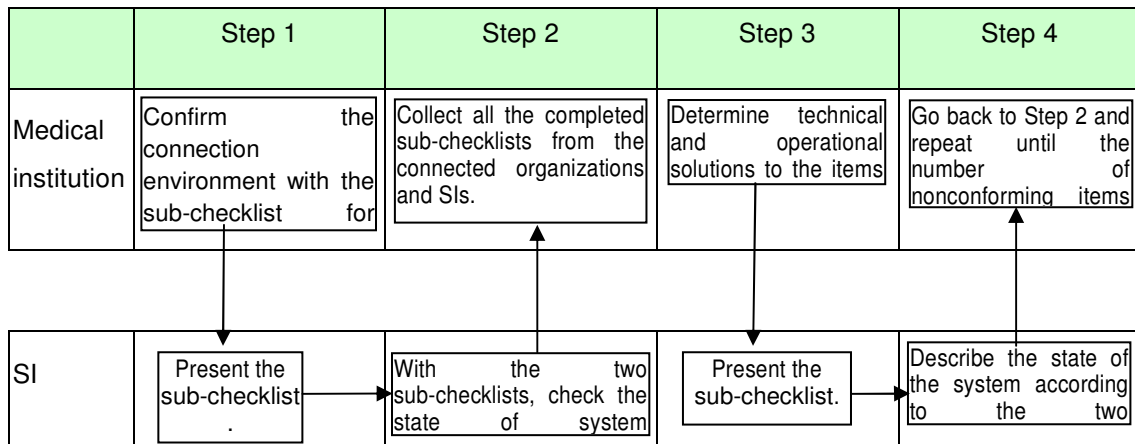 Step 1
Step 2
Step 3
Step 4
Medical
institution
Confirm the
connection
environment with the
sub-checklist for
Collect all the completed
sub-checklists from the
connected organizations
and SIs.
Determine technical
and operational
solutions to the items
Go back to Step 2 and
repeat until the
number of
nonconforming items
SI
Present the
sub-checklist
.
With the two
sub-checklists, check the
state of system
Present the
sub-checklist.
Describe the state of
the system according
to the two